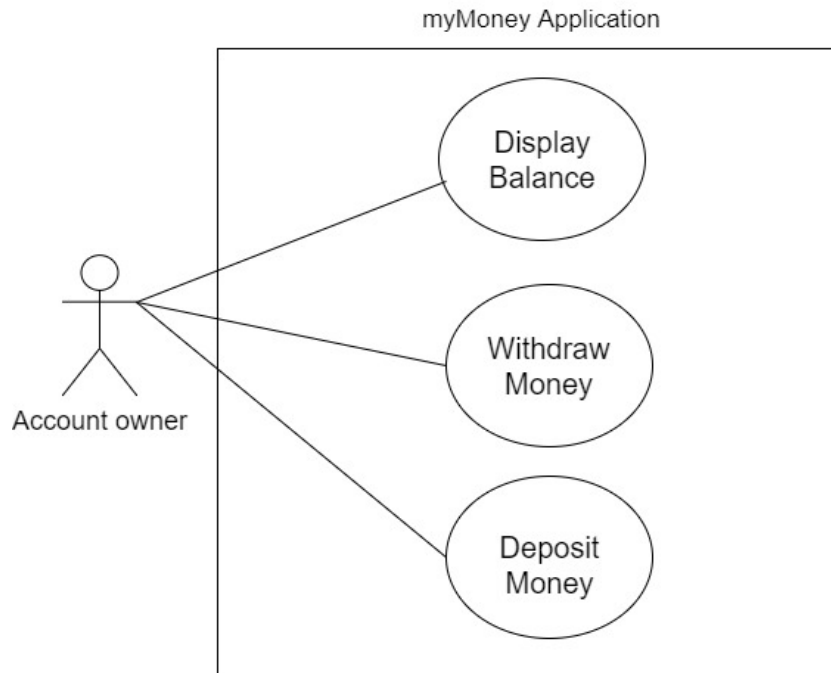 myMoney Application
Display
Balance
Withdraw
Money
Account owner
Deposit
Money